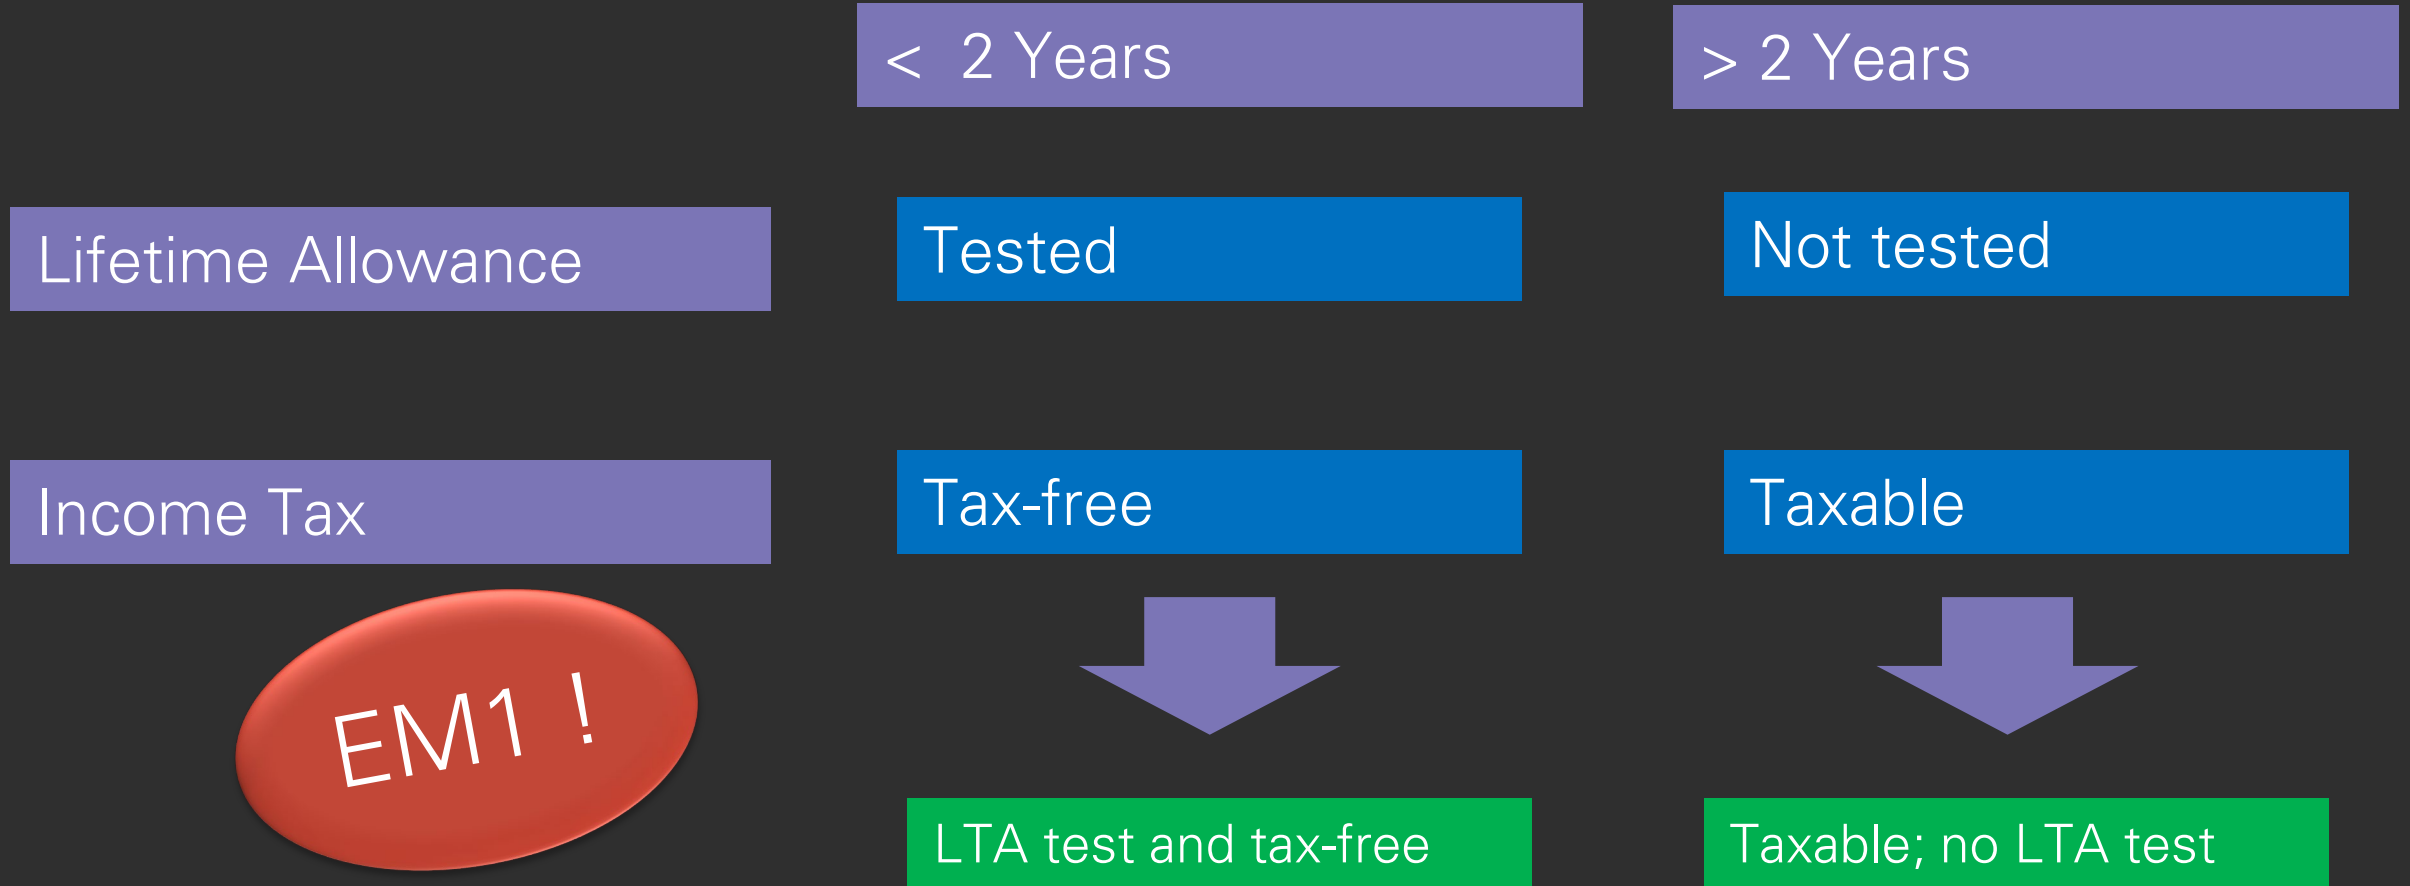 < 2 Years
> 2 Years
Lifetime Allowance
Tested
Not tested
Income Tax
Tax-free
Taxable
EM1 !
LTA test and tax-free
Taxable; no LTA test